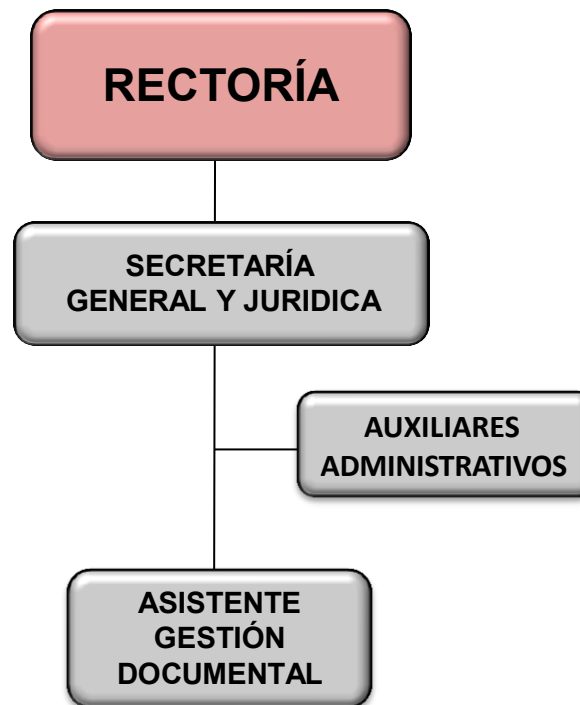 RECTORÍA
SECRETARÍA
GENERAL Y JURIDICA
AUXILIARES
ADMINISTRATIVOS
ASISTENTE
GESTIÓN
DOCUMENTAL